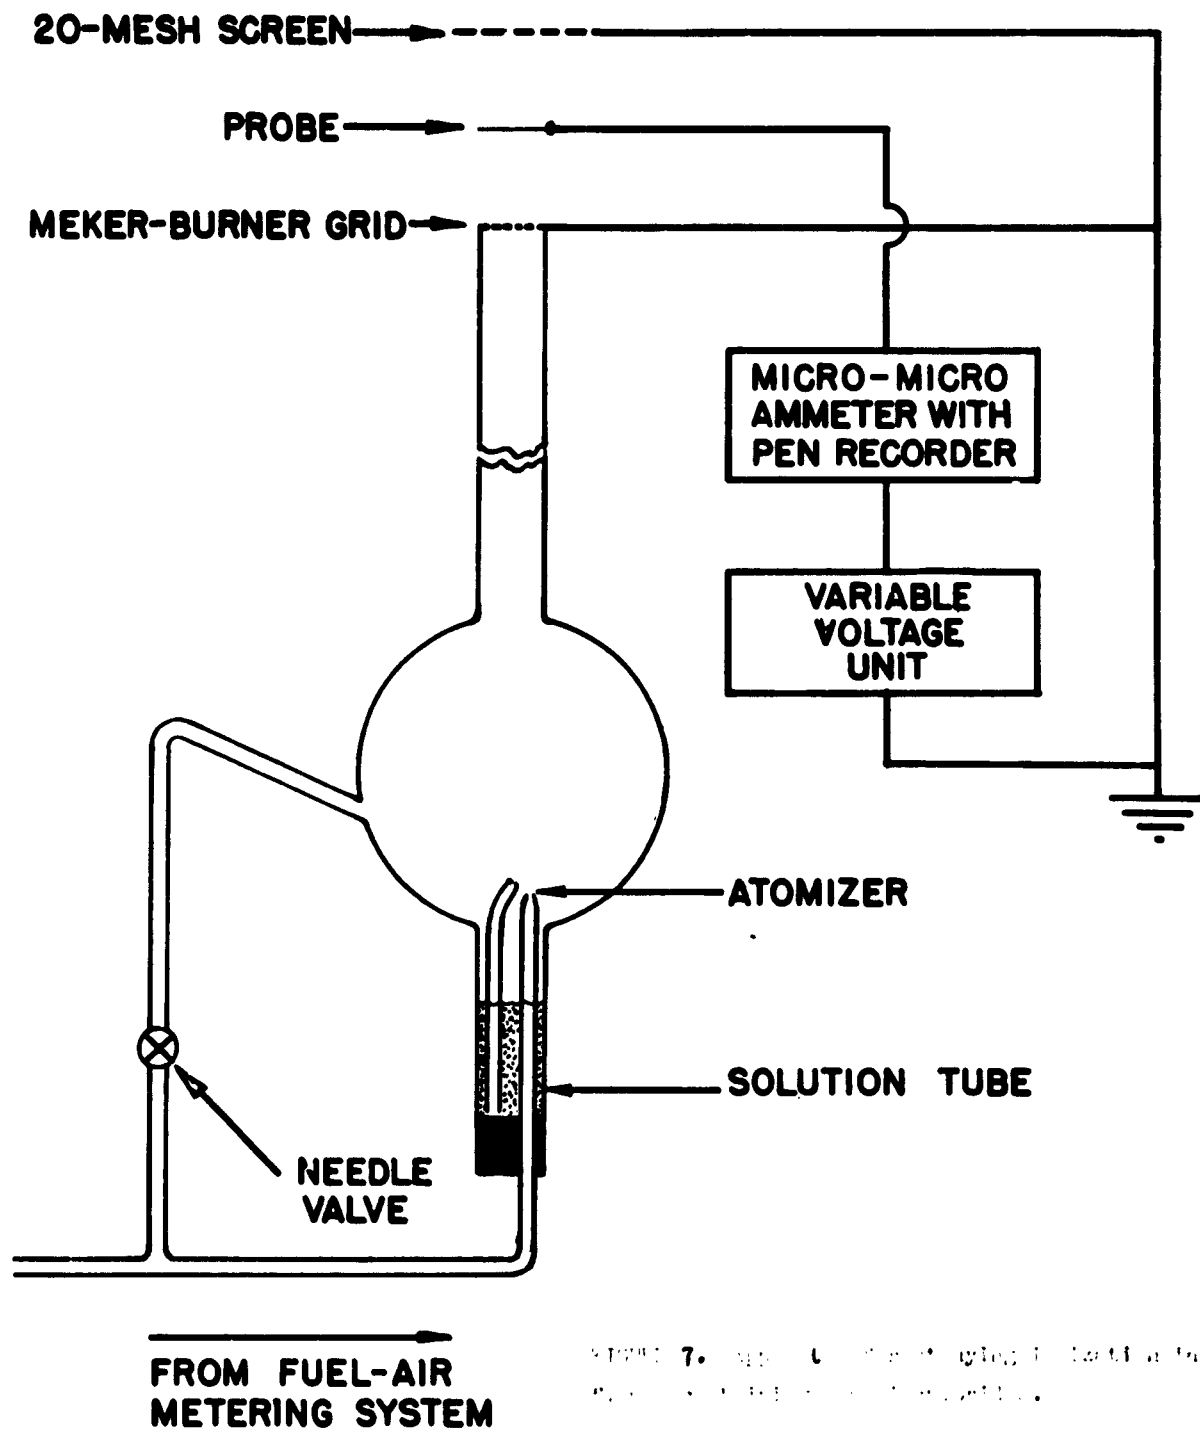 20-MESH SCREEN
PROBE
MEKER-BURNER GRID
MICRO-MICRO
AMMETER WITH
PEN RECORDER
VARIABLE
VOLTAGE
UNIT
ATOMIZER
SOLUTION TUBE
NEEDLE
VALVE
FROM FUEL-AIR
METERING SYSTEM
7.